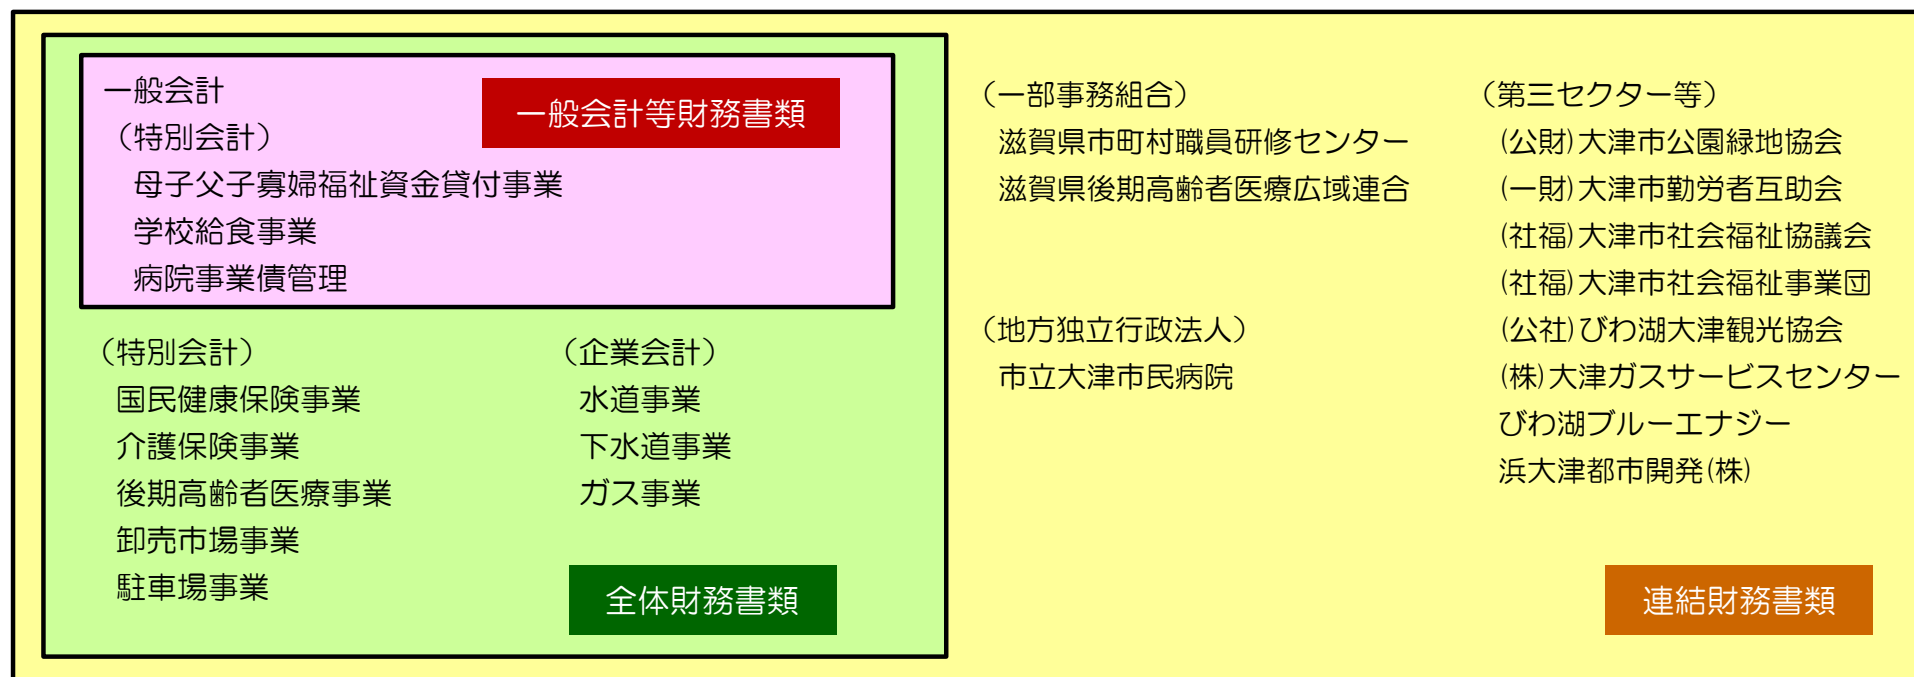 一般会計
一般会計等財務書類
（特別会計）
母子父子寡婦福祉資金貸付事業
学校給食事業
病院事業債管理
（特別会計）
国民健康保険事業
介護保険事業
後期高齢者医療事業
卸売市場事業
駐車場事業
（企業会計）
水道事業
下水道事業
ガス事業
全体財務書類
（一部事務組合）
滋賀県市町村職員研修センター
滋賀県後期高齢者医療広域連合
（地方独立行政法人）
市立大津市民病院
（第三セクター等）
(公財)大津市公園緑地協会
(一財)大津市勤労者互助会
(社福)大津市社会福祉協議会
(社福)大津市社会福祉事業団
(公社)びわ湖大津観光協会
(株)大津ガスサービスセンター
びわ湖ブルーエナジー
浜大津都市開発(株)
連結財務書類